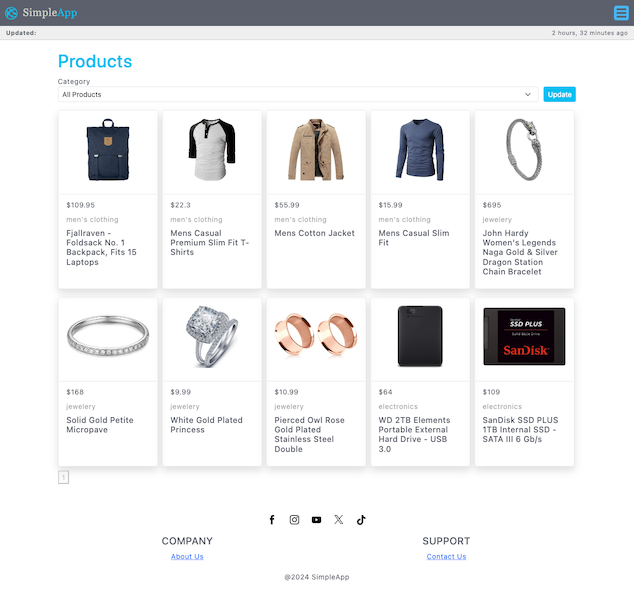 SimpleApp
Updated: 2 hours, 32 minutes ago
Products
Category
All Products
Update
$109.95
men's clothing
Fjallraven -
Foldsack No. 1
Backpack, Fits 15
Laptops
$22.3
men's clothing
Mens Casual
Premium Slim Fit T-
Shirts
$55.99
men's clothing
Mens Cotton Jacket
$15.99
men's clothing
Mens Casual Slim
Fit
$695
jewelery
John Hardy
Women's Legends
Naga Gold & Silver
Dragon Station
Chain Bracelet
$168
jewelery
Solid Gold Petite
Micropave
$9.99
jewelery
White Gold Plated
Princess
$10.99
jewelery
Pierced Owl Rose
Gold Plated
Stainless Steel
Double
$64
electronics
WD 2TB Elements
Portable External
Hard Drive - USB
3.0
SSD PLUS
Solid State Drive
SanDisk
$109
electronics
SanDisk SSD PLUS
1TB Internal SSD -
SATA III 6 Gb/s
1
COMPANY
About Us
SUPPORT
Contact Us
@2024 SimpleApp